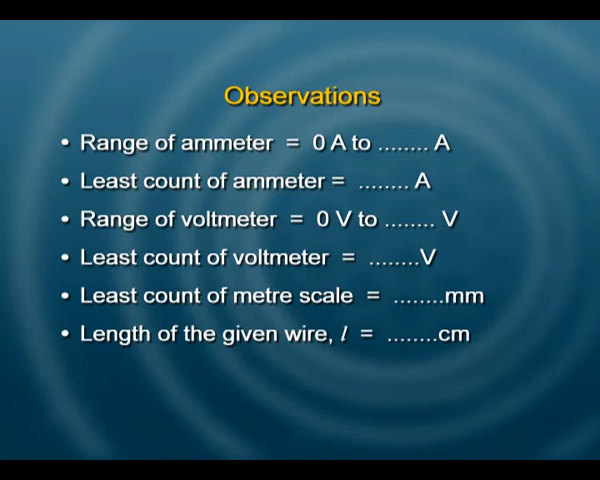 Observations
• Range of ammeter = 0 A to ........ A
• Least count of ammeter = ........ A
• Range of voltmeter = 0 V to ........ V
• Least count of voltmeter = ........V
• Least count of metre scale = ........mm
• Length of the given wire, l = ........cm